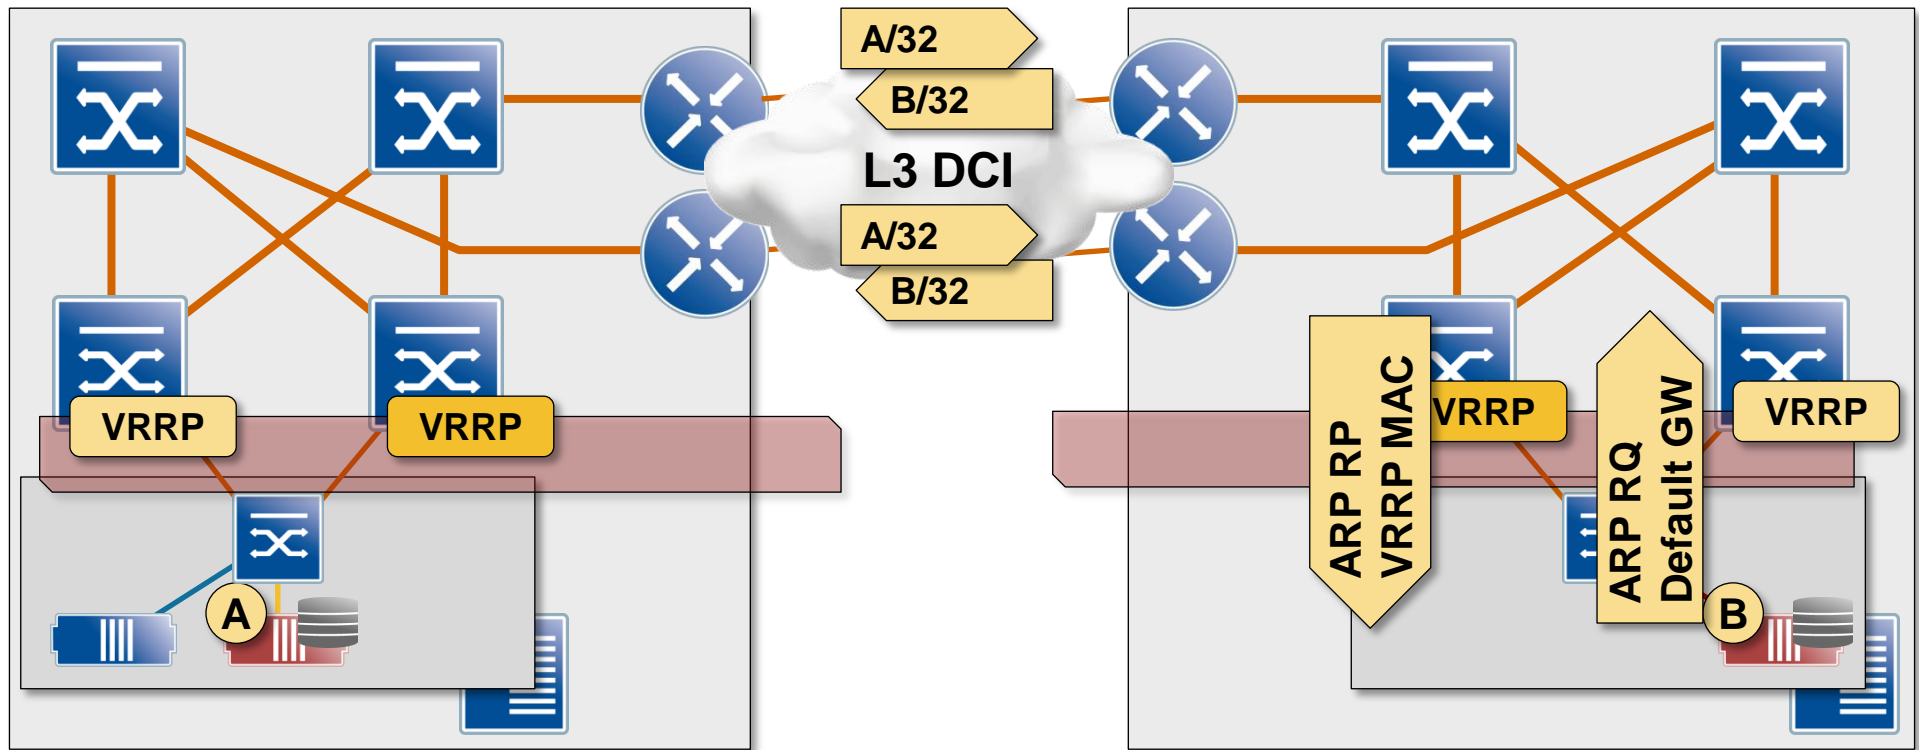 A/32
B/32
L3 DCI
A/32
B/32
VRRP
VRRP
ARP RP
VRRP MAC
VRRP
ARP RQ
Default GW
VRRP
A
B